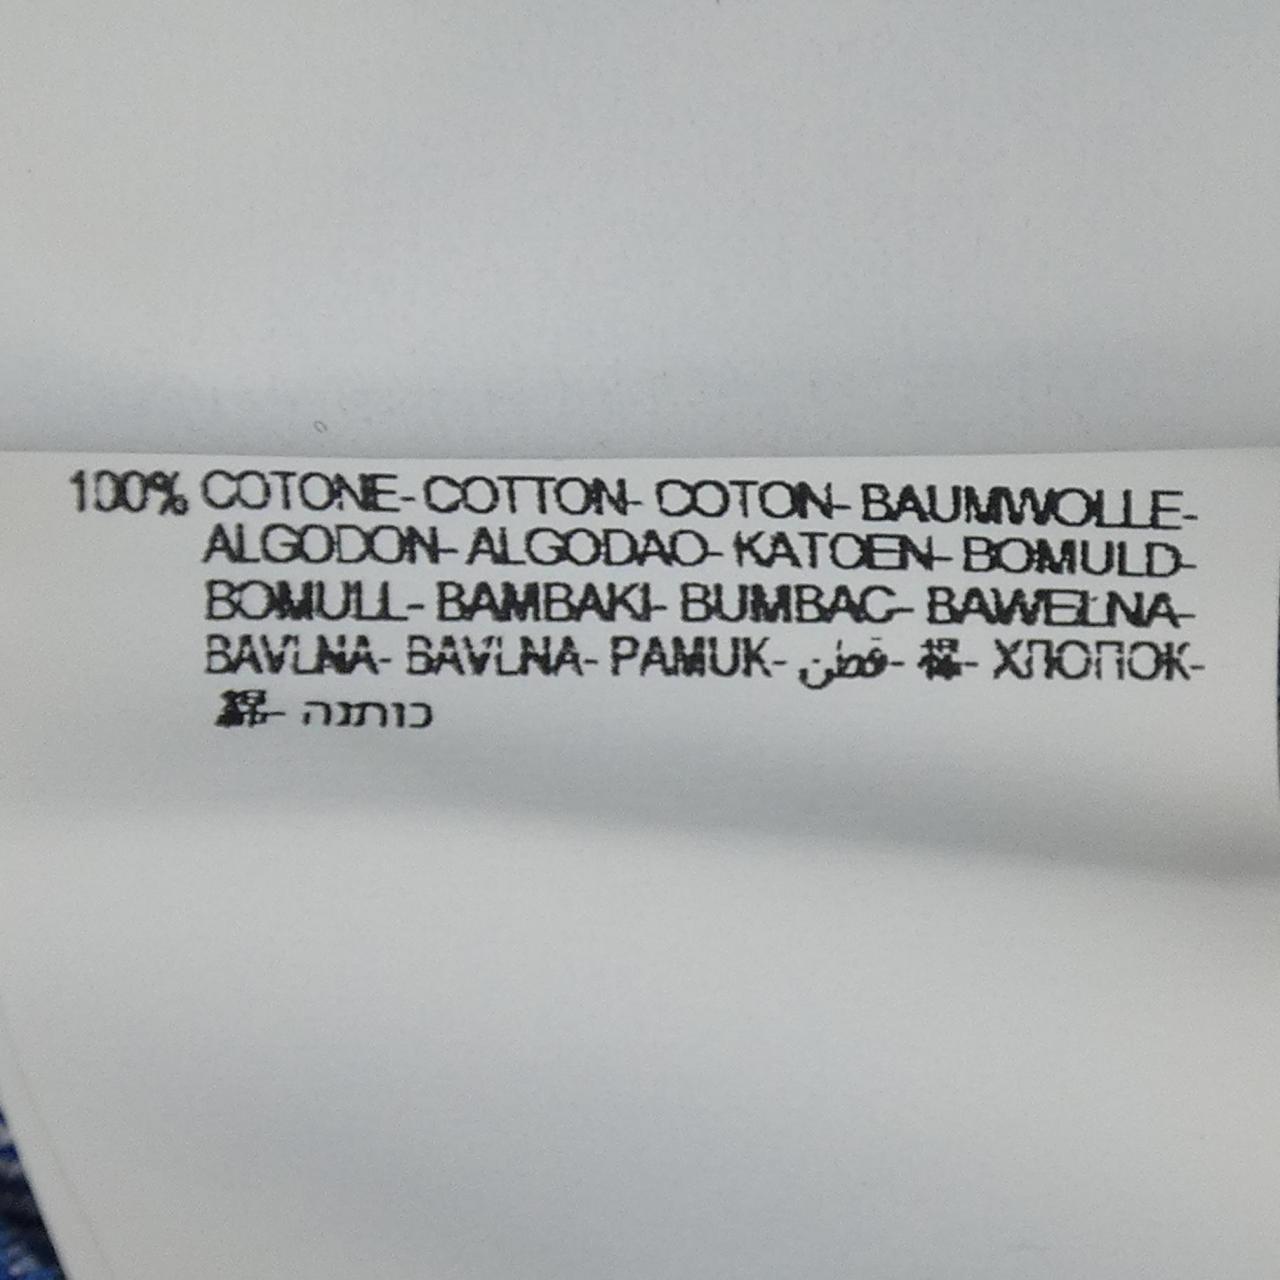 100% COTONE- COTTON- COTON- BAUMWOLLE-
ALGODON- ALGODAO- KATOEN- BOMULD-
BOMULL- BAMBAKI- BUMBAC- BAWEŁNA-
BAVLNA- BAVLNA- PAMUK- قطن- 棉- ХЛОПОК-
綿- כותנה